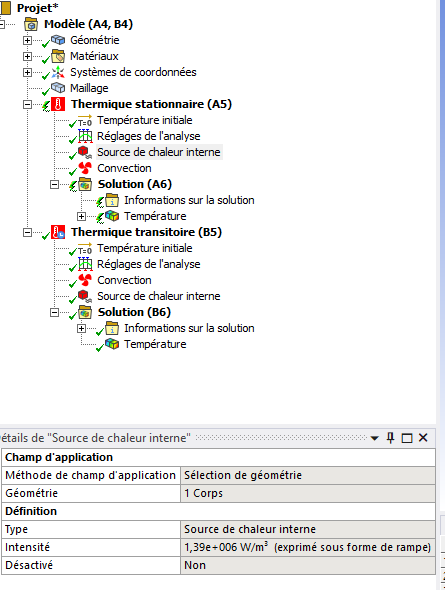 Projet*
Modèle (A4, B4)
Géométrie
Matériaux
Systèmes de coordonnées
Maillage
Thermique stationnaire (A5)
T=0 Température initiale
Réglages de l'analyse
Source de chaleur interne
Convection
Solution (A6)
Informations sur la solution
Température
Thermique transitoire (B5)
T=0 Température initiale
Réglages de l'analyse
Convection
Source de chaleur interne
Solution (B6)
Informations sur la solution
Température
étails de "Source de chaleur interne"
Champ d'application
Méthode de champ d'application Sélection de géométrie
Géométrie 1 Corps
Définition
Type Source de chaleur interne
Intensité 1,39e+006 W/m³ (exprimé sous forme de rampe)
Désactivé Non